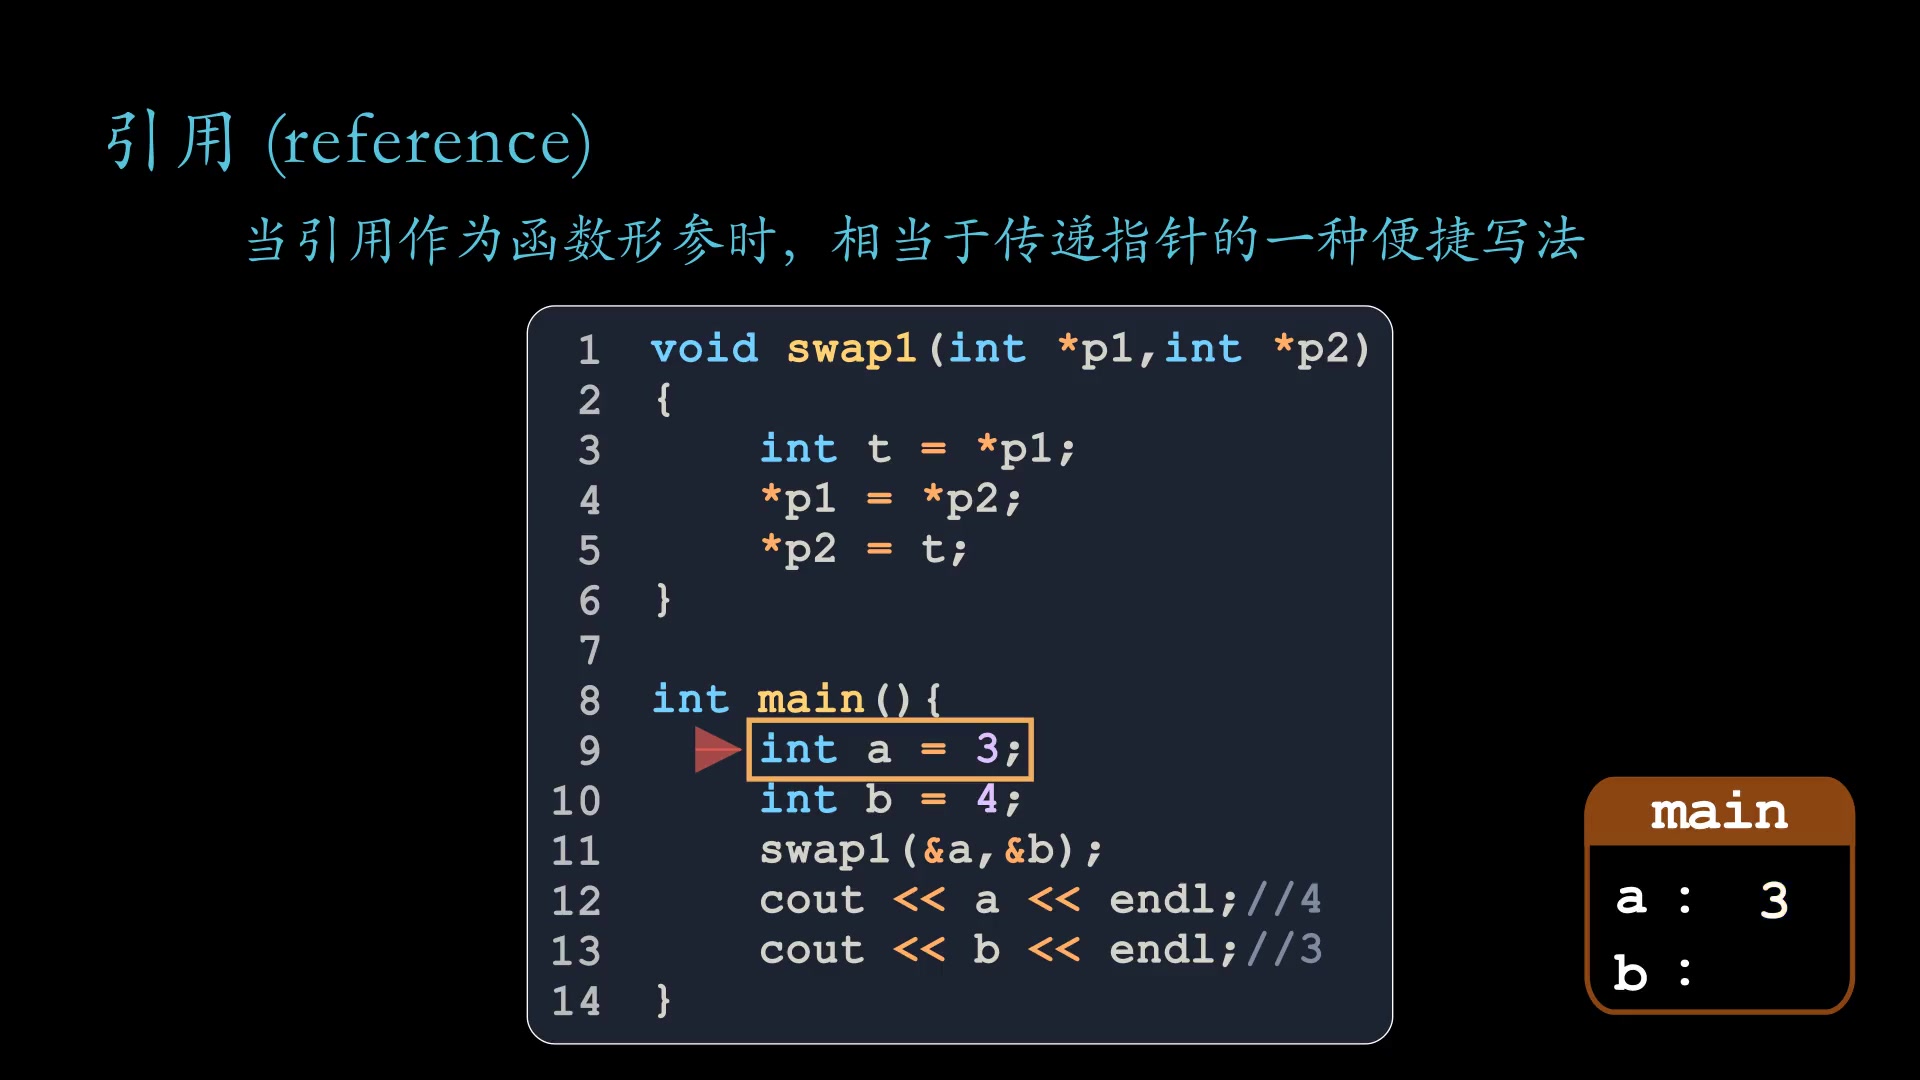 引用 (reference)
当引用作为函数形参时，相当于传递指针的一种便捷写法
1 void swap1(int *p1,int *p2)
2 {
3     int t = *p1;
4     *p1 = *p2;
5     *p2 = t;
6 }
7
8 int main(){
9     int a = 3;
10     int b = 4;
11     swap1(&a,&b);
12     cout << a << endl;//4
13     cout << b << endl;//3
14 }
main
a : 3
b :